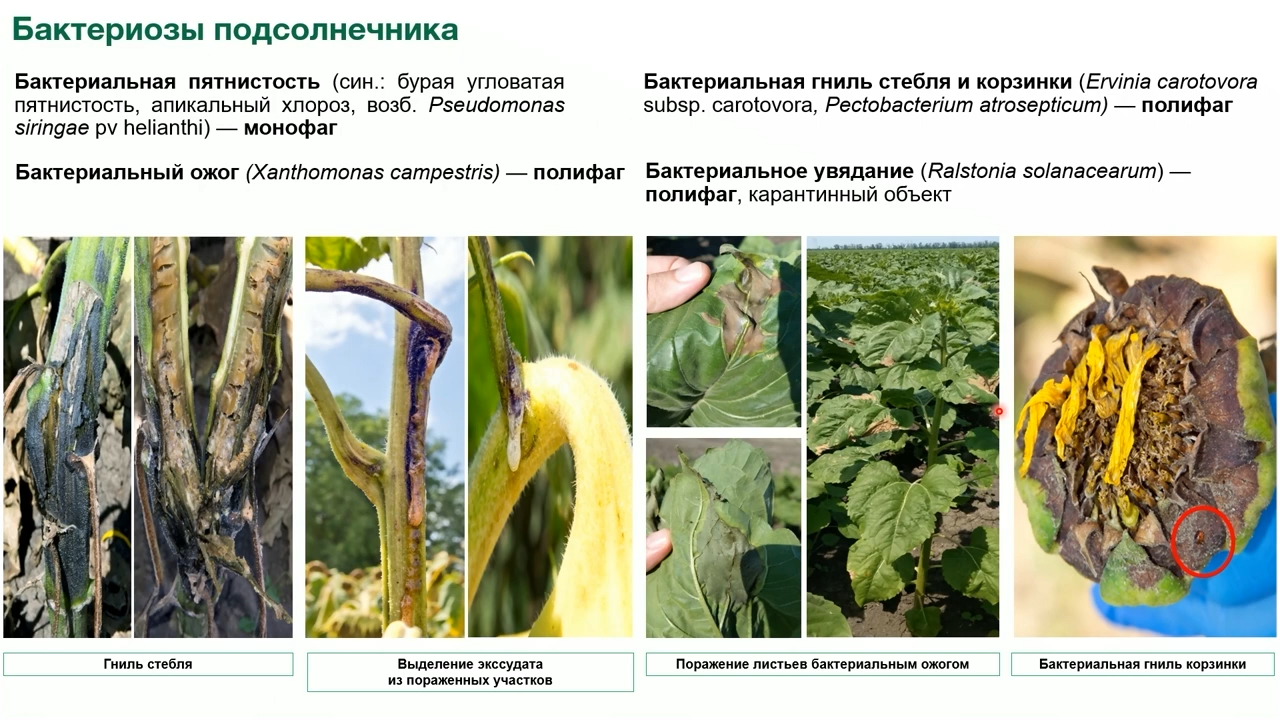 Бактериозы подсолнечника
Бактериальная пятнистость (син.: бурая угловатая
пятнистость, апикальный хлороз, возб. Pseudomonas
siringae pv helianthi) — монофаг
Бактериальный ожог (Xanthomonas campestris) — полифаг
Бактериальная гниль стебля и корзинки (Ervinia carotovora
subsp. carotovora, Pectobacterium atrosepticum) — полифаг
Бактериальное увядание (Ralstonia solanacearum) —
полифаг, карантинный объект
Гниль стебля
Выделение экссудата
из пораженных участков
Поражение листьев бактериальным ожогом
Бактериальная гниль корзинки